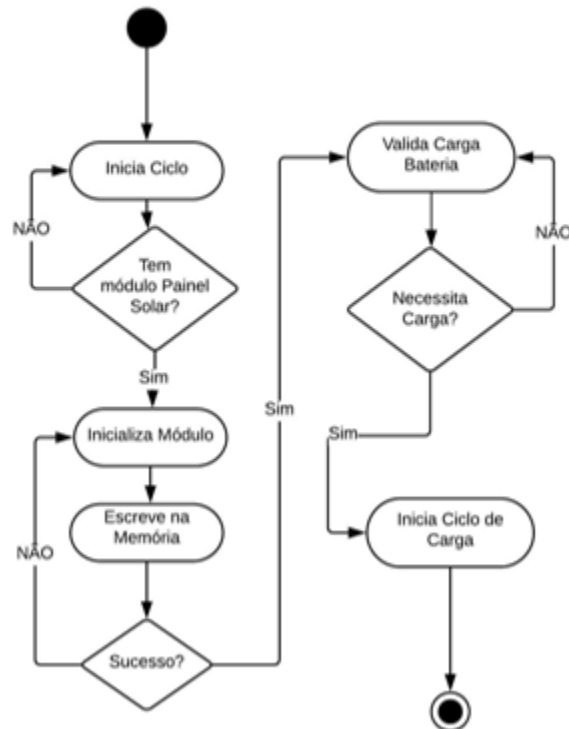 Inicia Ciclo
NÃO
Tem
módulo Painel
Solar?
Sim
Inicializa Módulo
Escreve na
Memória
NÃO
Sucesso?
Sim
Valida Carga
Bateria
NÃO
Necessita
Carga?
Sim
Inicia Ciclo de
Carga